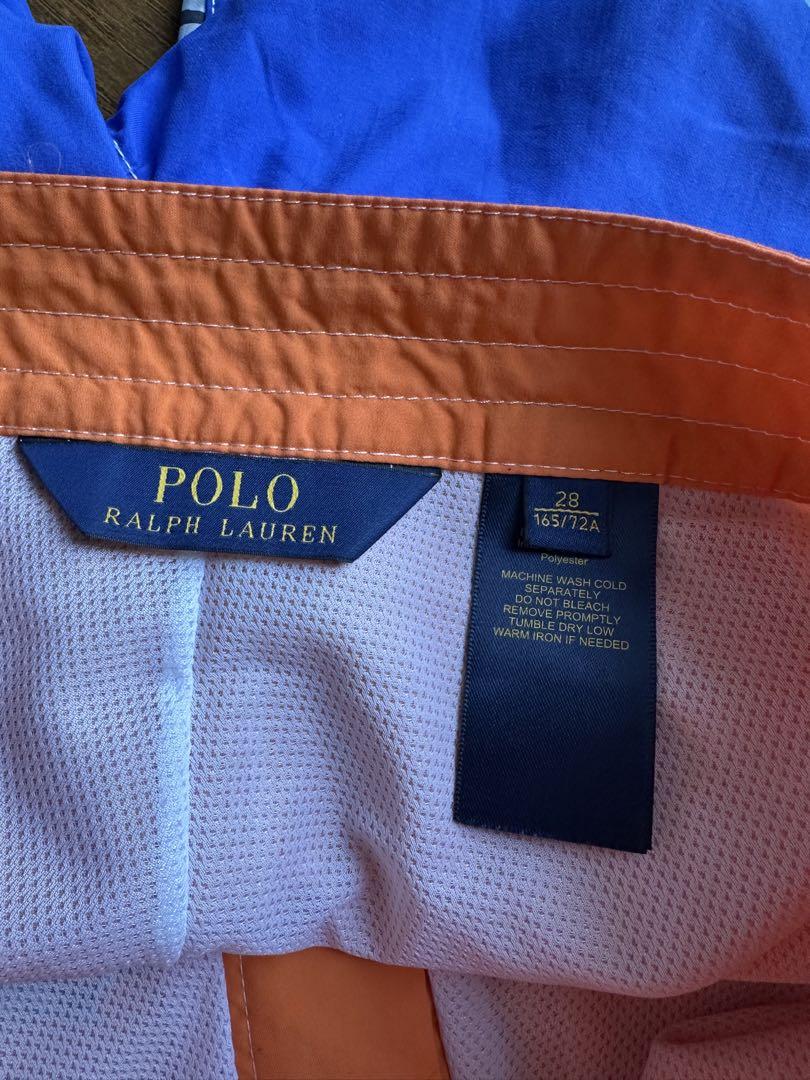 POLO
RALPH LAUREN
28
165/72A
Polyester
MACHINE WASH COLD
SEPARATELY
DO NOT BLEACH
REMOVE PROMPTLY
TUMBLE DRY LOW
WARM IRON IF NEEDED